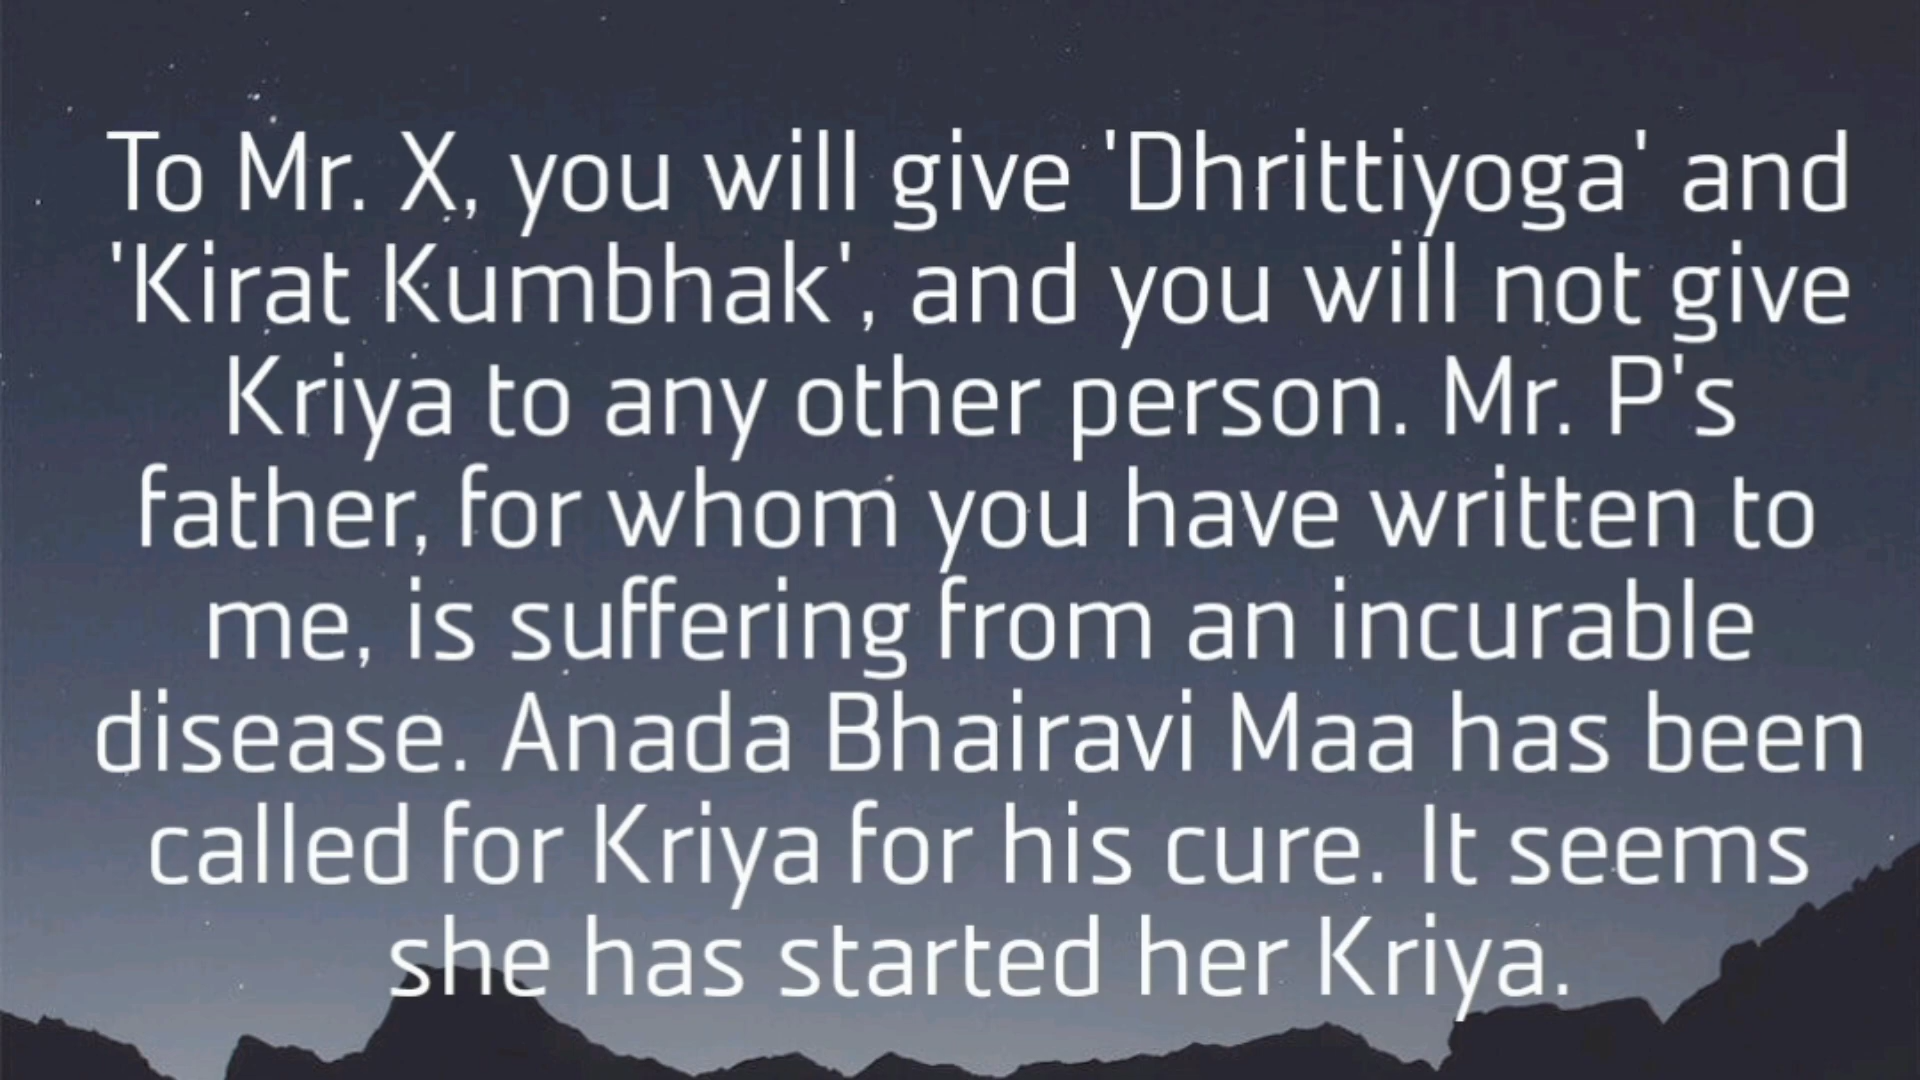 To Mr. X, you will give 'Dhrittiyoga' and
'Kirat Kumbhak', and you will not give
Kriya to any other person. Mr. P's
father, for whom you have written to
me, is suffering from an incurable
disease. Anada Bhairavi Maa has been
called for Kriya for his cure. It seems
she has started her Kriya.